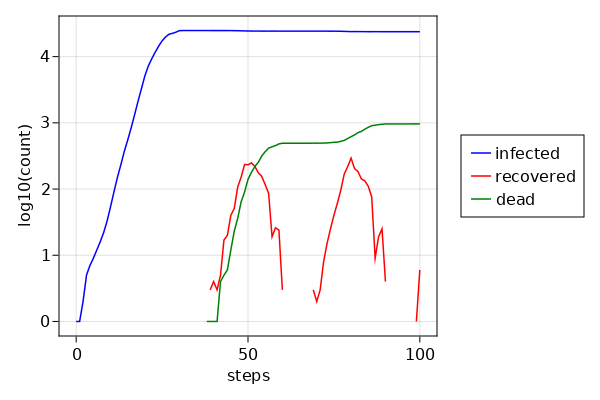 4
3
2
1
0
log10(count)
0 50 100
steps
infected
recovered
dead